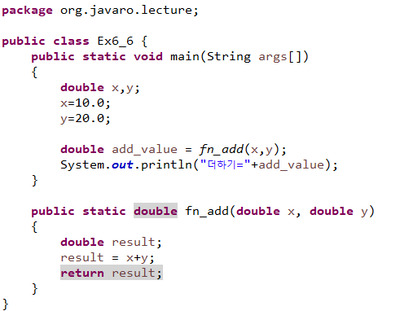 package org.javaro.lecture;
public class Ex6_6 {
public static void main(String args[])
{
double x,y;
x=10.0;
y=20.0;
double add_value = fn_add(x,y);
System.out.println("더하기="+add_value);
}
public static double fn_add(double x, double y)
{
double result;
result = x+y;
return result;
}
}